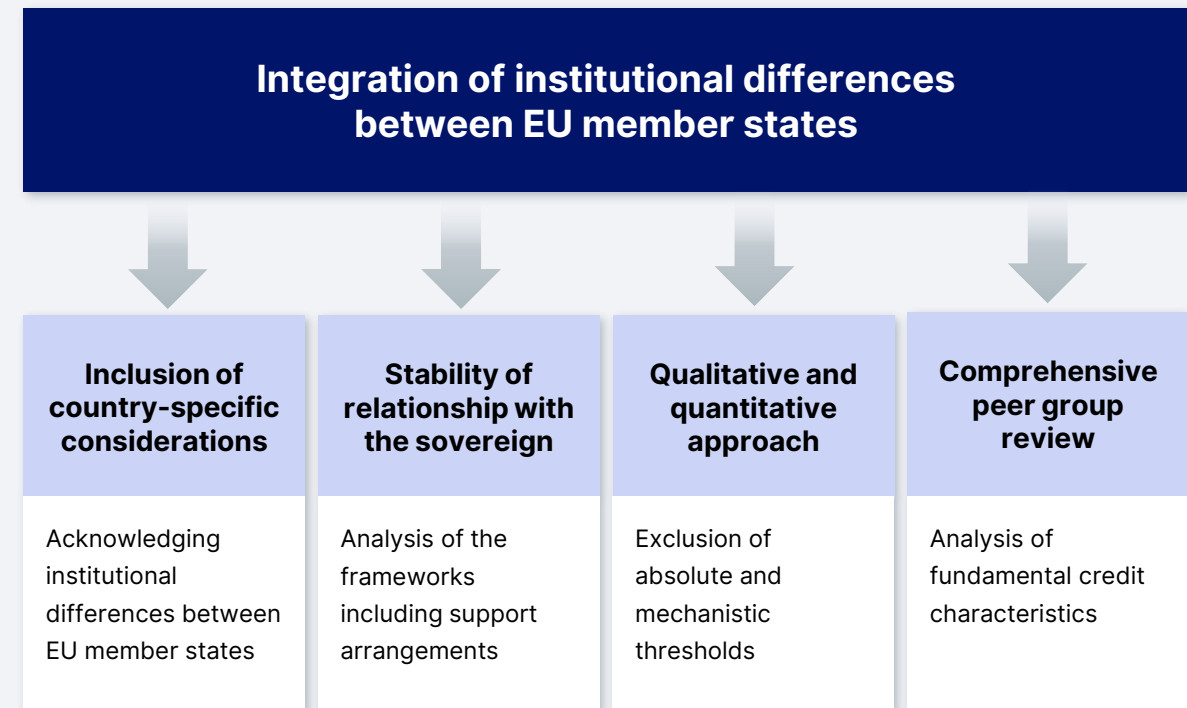 Integration of institutional differences
between EU member states
Inclusion of
country-specific
considerations
Acknowledging
institutional
differences between
EU member states
Stability of
relationship with
the sovereign
Analysis of the
frameworks
including support
arrangements
Qualitative and
quantitative
approach
Exclusion of
absolute and
mechanistic
thresholds
Comprehensive
peer group
review
Analysis of
fundamental credit
characteristics